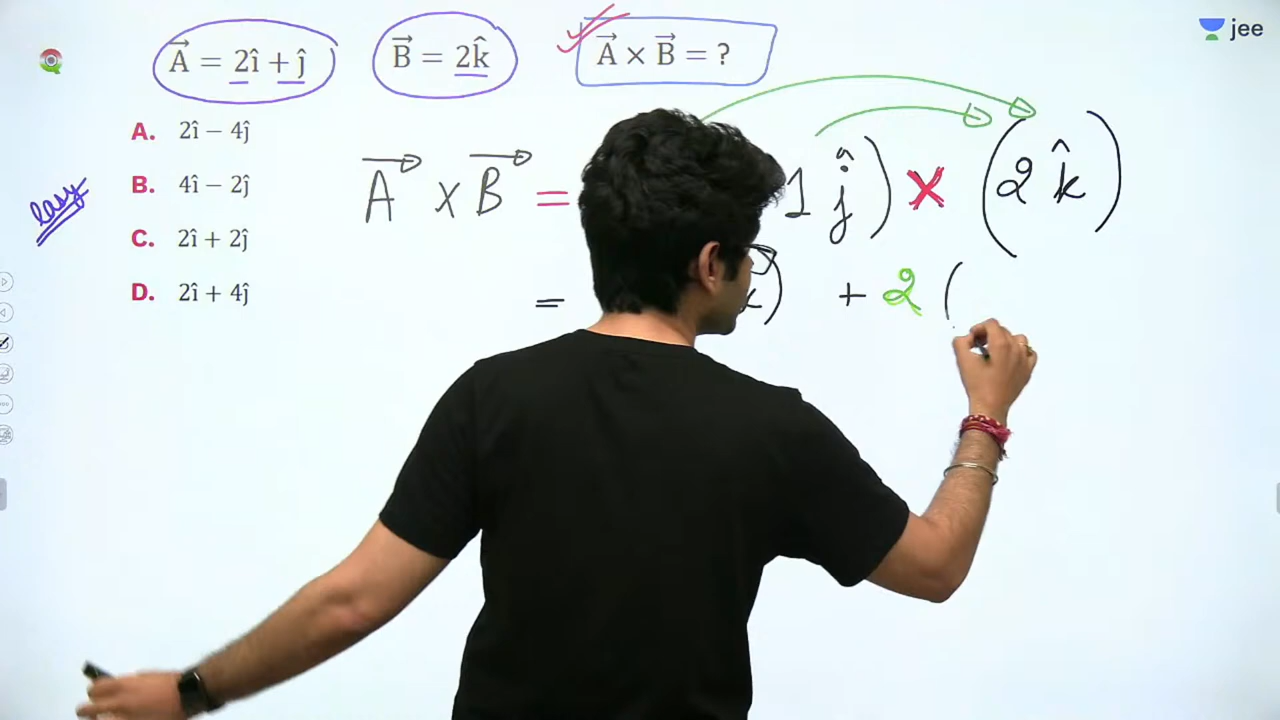 jee
A⃗ = 2î + ĵ
B⃗ = 2k̂
A⃗ × B⃗ = ?
A. 2î − 4ĵ
B. 4î − 2ĵ
C. 2î + 2ĵ
D. 2î + 4ĵ
easy
A⃗ × B⃗ = 1 ĵ) × (2 k̂)
= ) + 2 (